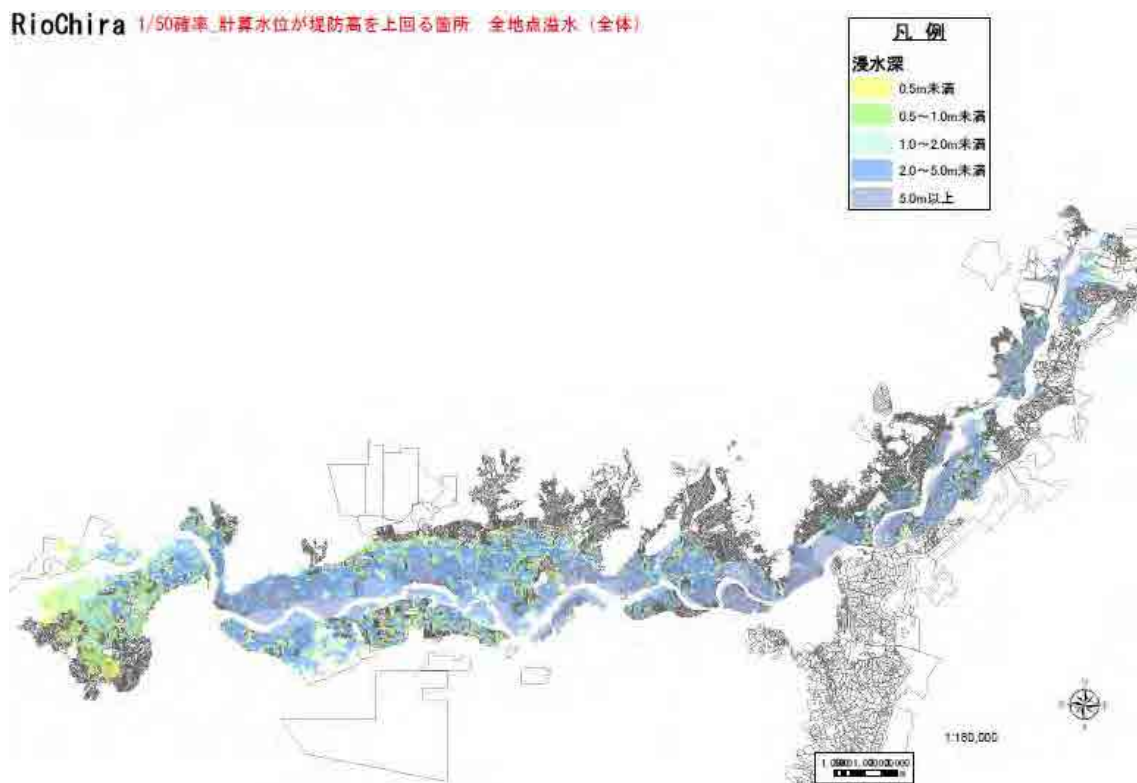 RioChira 1/50確率_計算水位が堤防高を上回る箇所 全地点溢水（全体）
凡 例
浸水深
0.5m未満
0.5～1.0m未満
1.0～2.0m未満
2.0～5.0m未満
5.0m以上